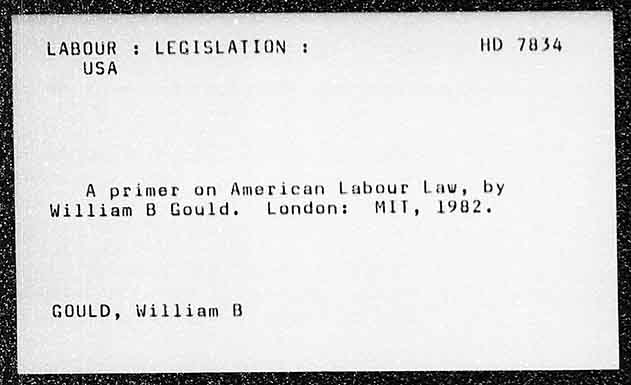 LABOUR : LEGISLATION : HD 7834
USA
A primer on American Labour Law, by
William B Gould. London: MIT, 1982.
GOULD, William B